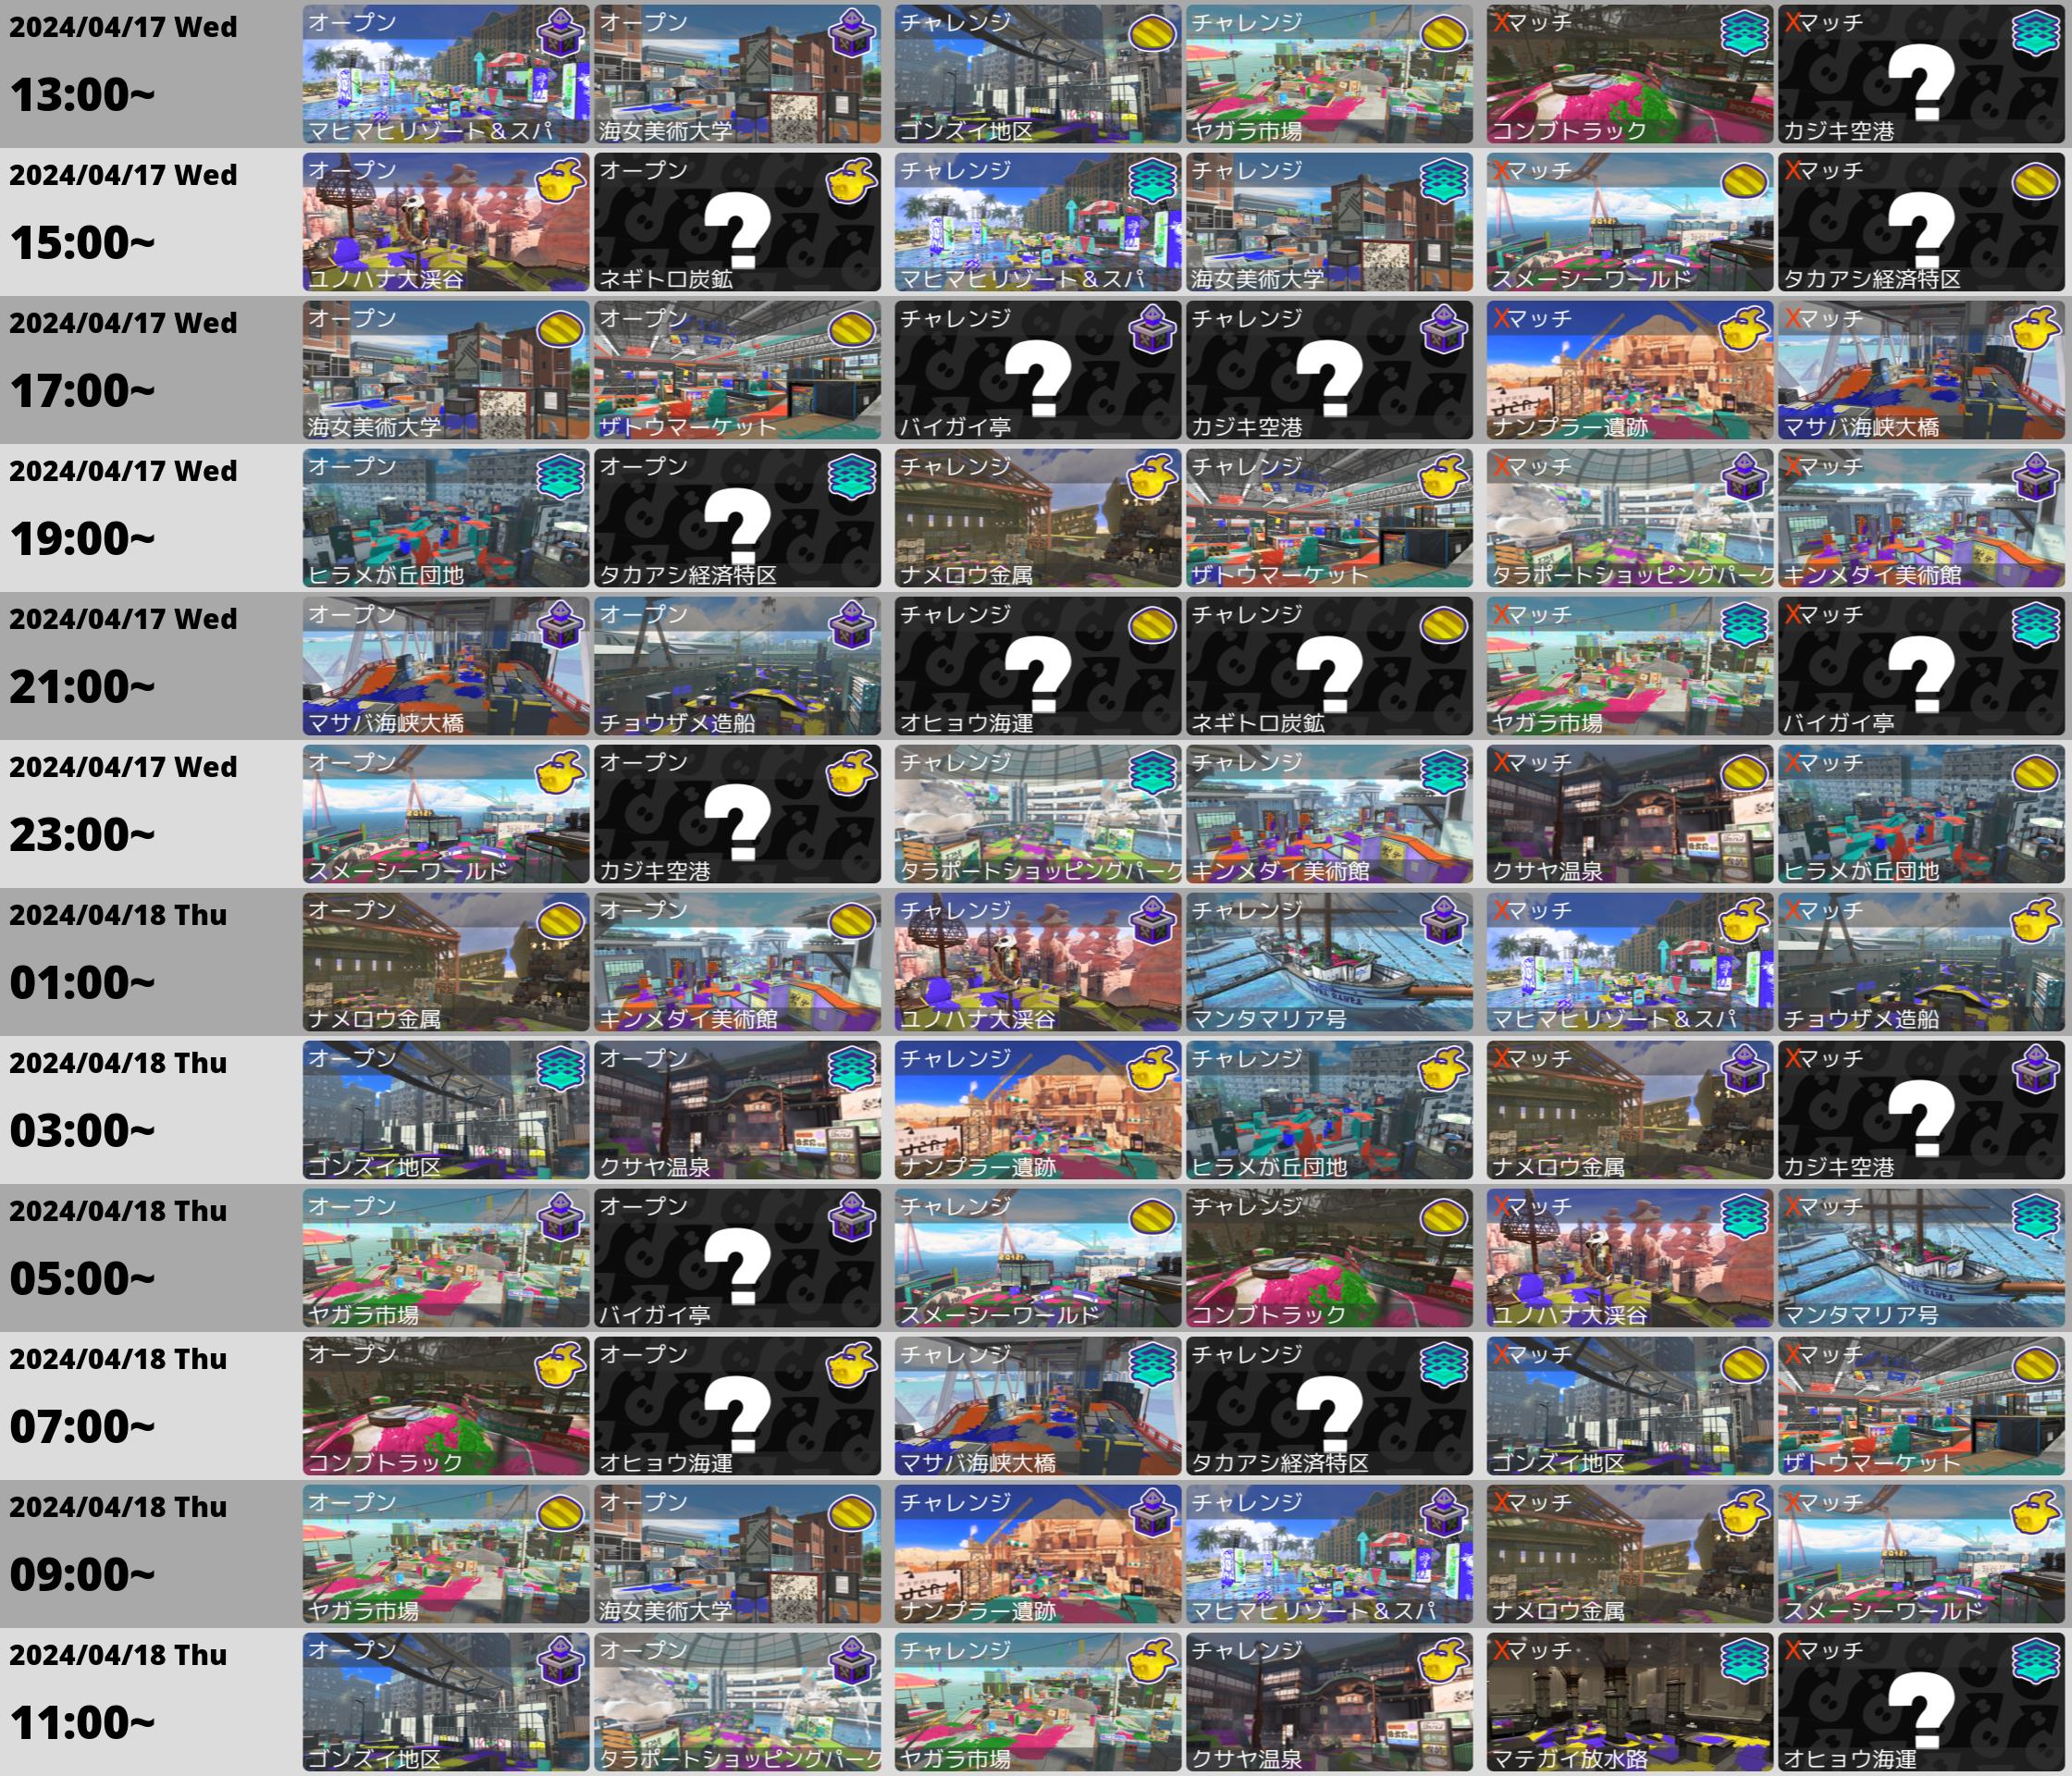 2024/04/17 Wed
13:00~
オープン
マヒマヒリゾート＆スパ
オープン
海女美術大学
チャレンジ
ゴンズイ地区
チャレンジ
ヤガラ市場
Xマッチ
コンブトラック
Xマッチ
カジキ空港
2024/04/17 Wed
15:00~
オープン
ユノハナ大渓谷
オープン
ネギトロ炭鉱
チャレンジ
マヒマヒリゾート＆スパ
チャレンジ
海女美術大学
Xマッチ
スメーシーワールド
Xマッチ
タカアシ経済特区
2024/04/17 Wed
17:00~
オープン
海女美術大学
オープン
ザトウマーケット
チャレンジ
バイガイ亭
チャレンジ
カジキ空港
Xマッチ
ナンプラー遺跡
Xマッチ
マサバ海峡大橋
2024/04/17 Wed
19:00~
オープン
ヒラメが丘団地
オープン
タカアシ経済特区
チャレンジ
ナメロウ金属
チャレンジ
ザトウマーケット
Xマッチ
タラポートショッピングパーク
Xマッチ
キンメダイ美術館
2024/04/17 Wed
21:00~
オープン
マサバ海峡大橋
オープン
チョウザメ造船
チャレンジ
オヒョウ海運
チャレンジ
ネギトロ炭鉱
Xマッチ
ヤガラ市場
Xマッチ
バイガイ亭
2024/04/17 Wed
23:00~
オープン
スメーシーワールド
オープン
カジキ空港
チャレンジ
タラポートショッピングパーク
チャレンジ
キンメダイ美術館
Xマッチ
クサヤ温泉
Xマッチ
ヒラメが丘団地
2024/04/18 Thu
01:00~
オープン
ナメロウ金属
オープン
キンメダイ美術館
チャレンジ
ユノハナ大渓谷
チャレンジ
マンタマリア号
Xマッチ
マヒマヒリゾート＆スパ
Xマッチ
チョウザメ造船
2024/04/18 Thu
03:00~
オープン
ゴンズイ地区
オープン
クサヤ温泉
チャレンジ
ナンプラー遺跡
チャレンジ
ヒラメが丘団地
Xマッチ
ナメロウ金属
Xマッチ
カジキ空港
2024/04/18 Thu
05:00~
オープン
ヤガラ市場
オープン
バイガイ亭
チャレンジ
スメーシーワールド
チャレンジ
コンブトラック
Xマッチ
ユノハナ大渓谷
Xマッチ
マンタマリア号
2024/04/18 Thu
07:00~
オープン
コンブトラック
オープン
オヒョウ海運
チャレンジ
マサバ海峡大橋
チャレンジ
タカアシ経済特区
Xマッチ
ゴンズイ地区
Xマッチ
ザトウマーケット
2024/04/18 Thu
09:00~
オープン
ヤガラ市場
オープン
海女美術大学
チャレンジ
ナンプラー遺跡
チャレンジ
マヒマヒリゾート＆スパ
Xマッチ
ナメロウ金属
Xマッチ
スメーシーワールド
2024/04/18 Thu
11:00~
オープン
ゴンズイ地区
オープン
タラポートショッピングパーク
チャレンジ
ヤガラ市場
チャレンジ
クサヤ温泉
Xマッチ
マテガイ放水路
Xマッチ
オヒョウ海運